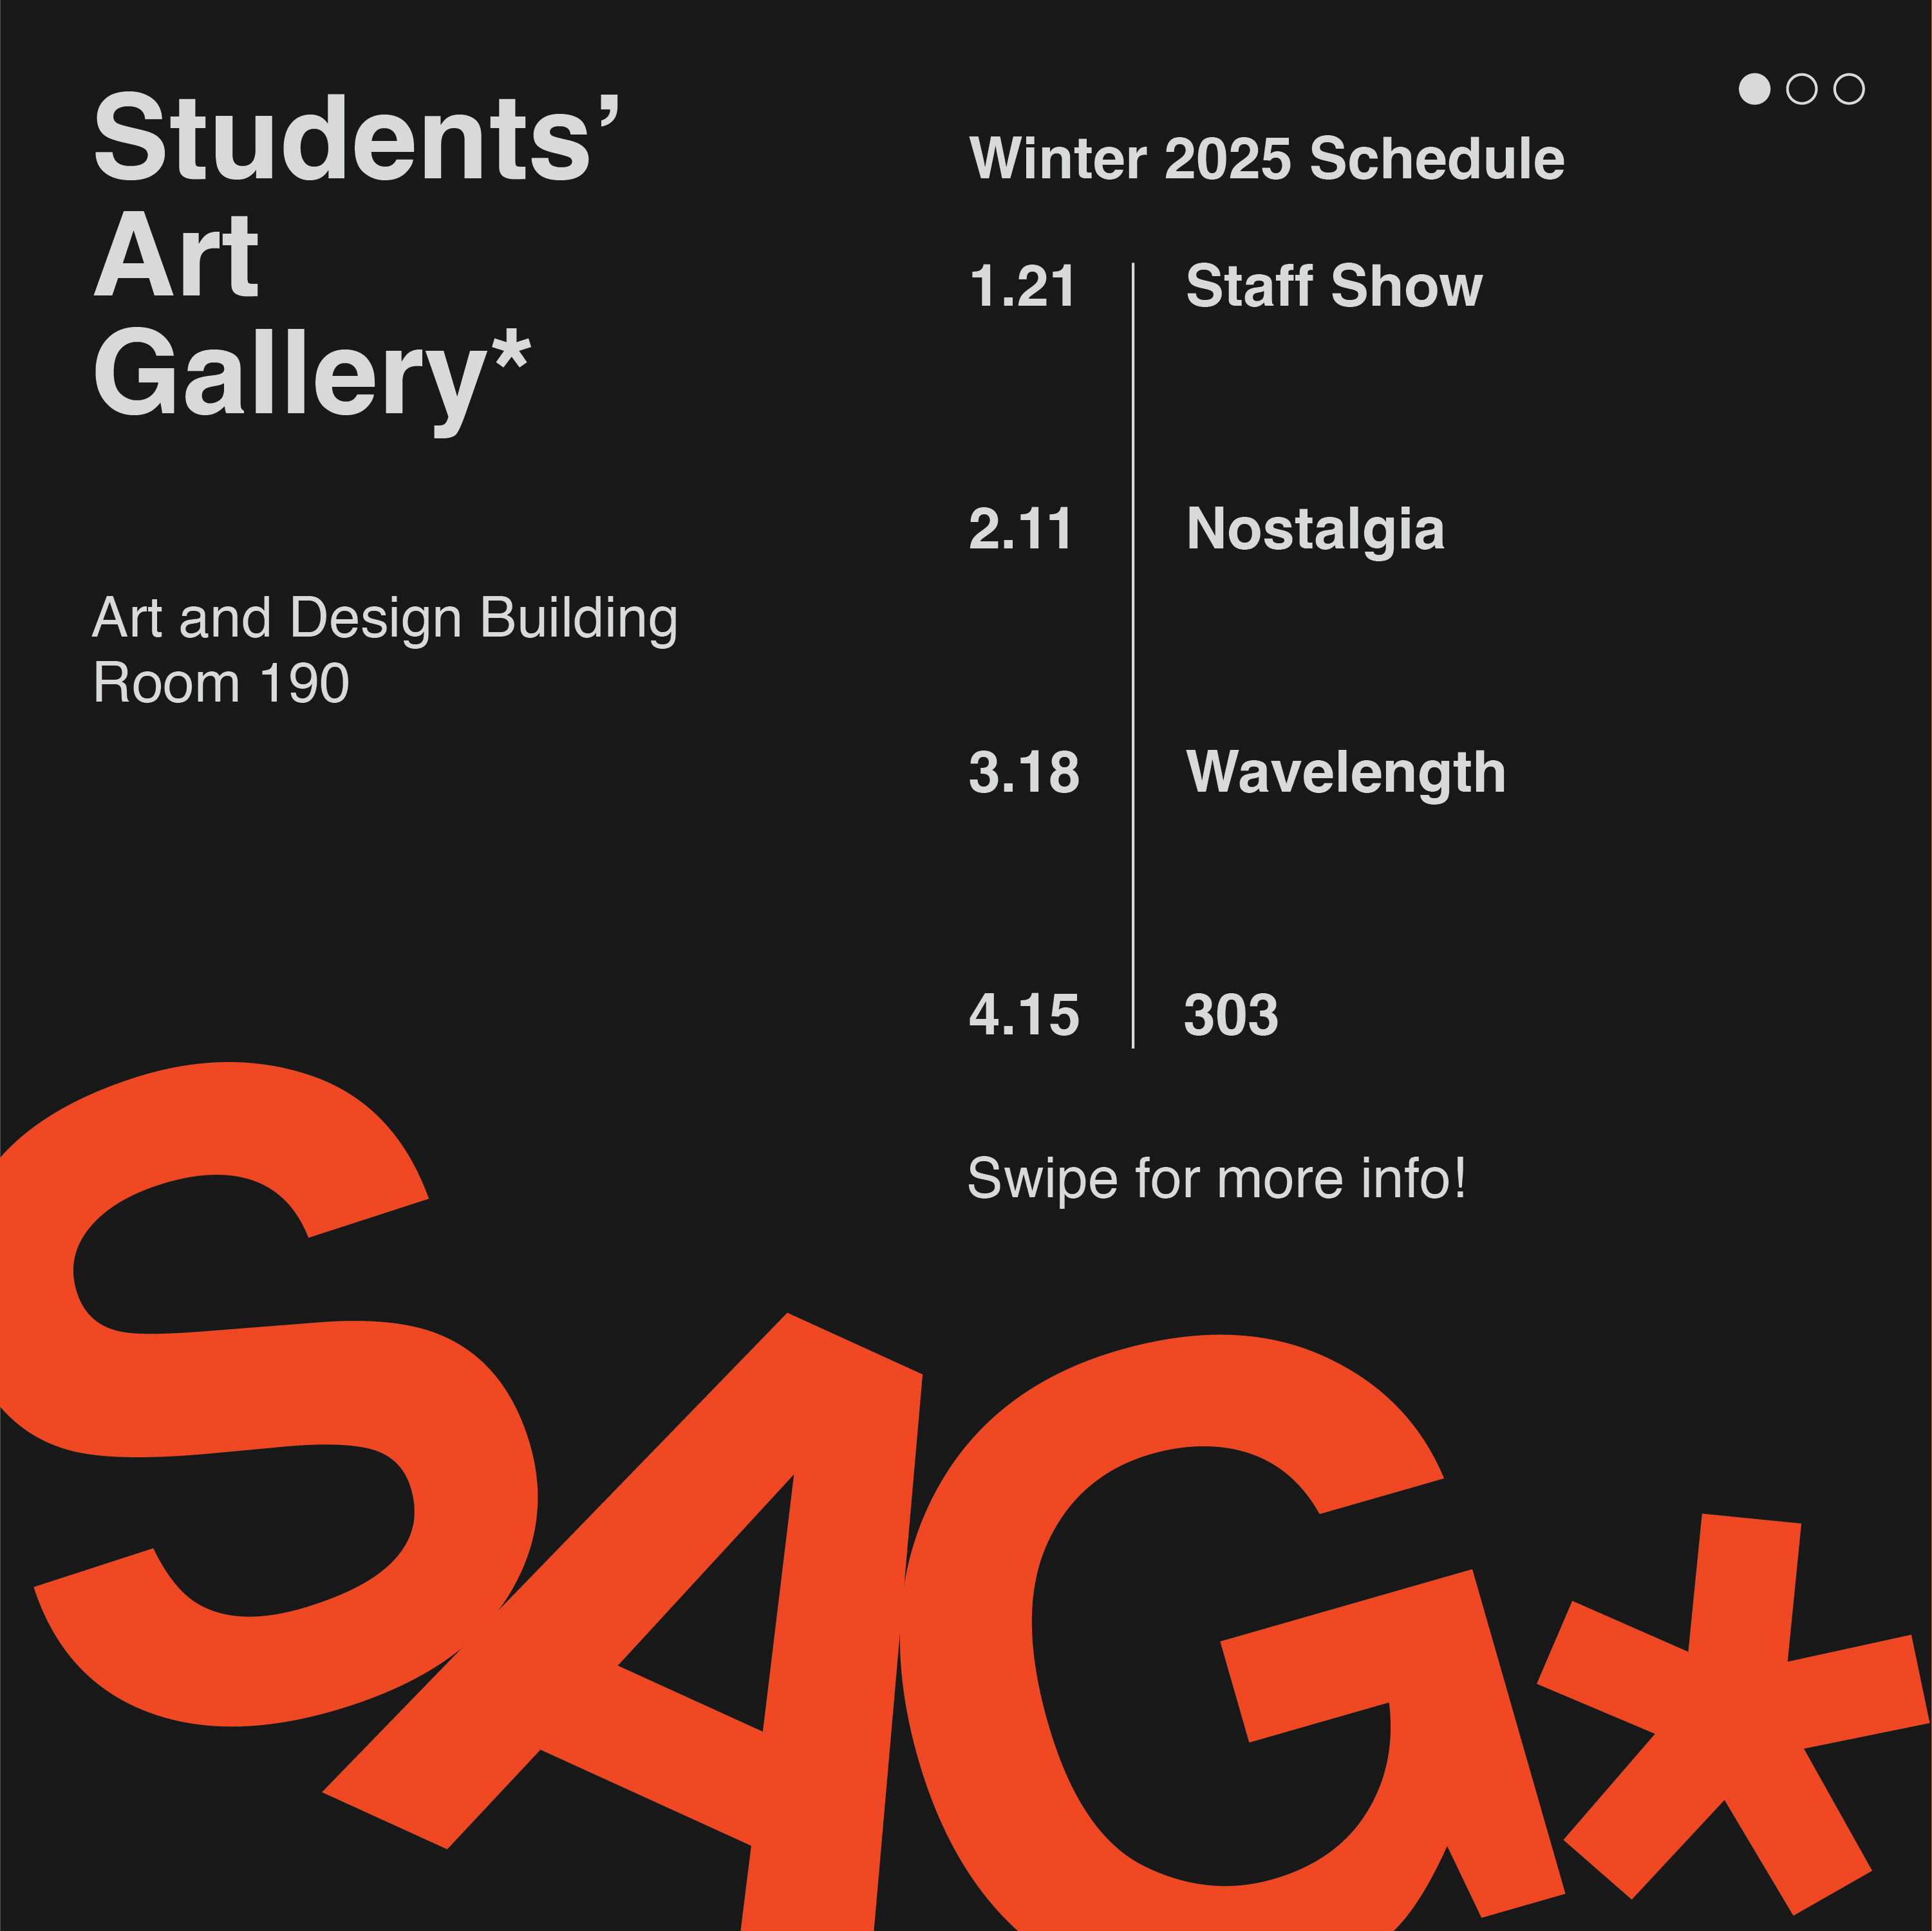 Students’
Art
Gallery*
Art and Design Building
Room 190
Winter 2025 Schedule
1.21 Staff Show
2.11 Nostalgia
3.18 Wavelength
4.15 303
Swipe for more info!
SAG*